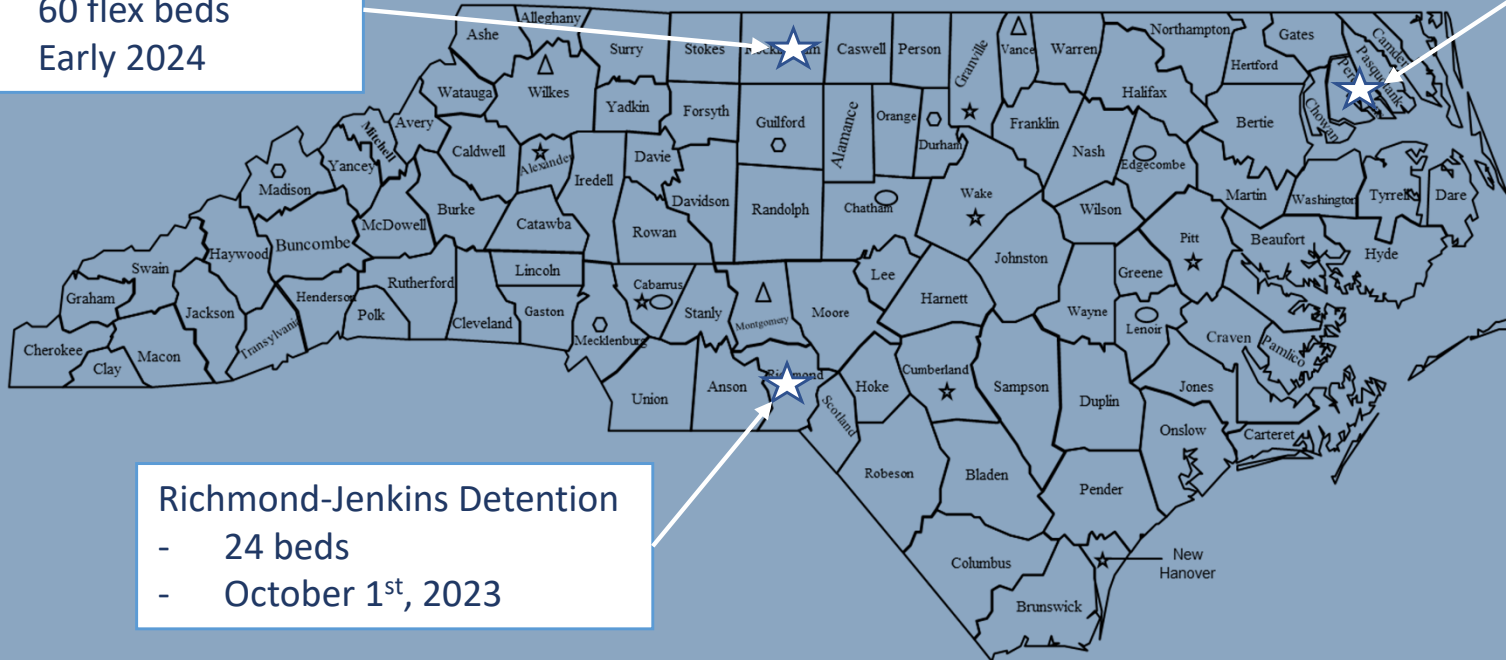 60 flex beds
Early 2024
Alleghany
Ashe
Surry
Stokes
Caswell
Person
Granville
Vance
Warren
Northampton
Gates
Camden
Pasquotank
Hertford
Halifax
Bertie
Chowan
Watauga
Wilkes
Yadkin
Forsyth
Guilford
Alamance
Orange
Durham
Franklin
Nash
Edgecombe
Martin
Washington
Tyrrell
Dare
Mitchell
Avery
Caldwell
Alexander
Iredell
Davie
Davidson
Randolph
Chatham
Wake
Wilson
Pitt
Beaufort
Hyde
Madison
Yancey
McDowell
Burke
Catawba
Rowan
Lee
Johnston
Greene
Haywood
Buncombe
Swain
Rutherford
Lincoln
Cabarrus
Stanly
Montgomery
Moore
Harnett
Wayne
Lenoir
Craven
Pamlico
Graham
Jackson
Henderson
Transylvania
Polk
Cleveland
Gaston
Mecklenburg
Cherokee
Clay
Macon
Union
Anson
Richmond
Scotland
Hoke
Cumberland
Sampson
Duplin
Jones
Onslow
Carteret
Robeson
Bladen
Pender
Columbus
Brunswick
New
Hanover
Richmond-Jenkins Detention
- 24 beds
- October 1st, 2023